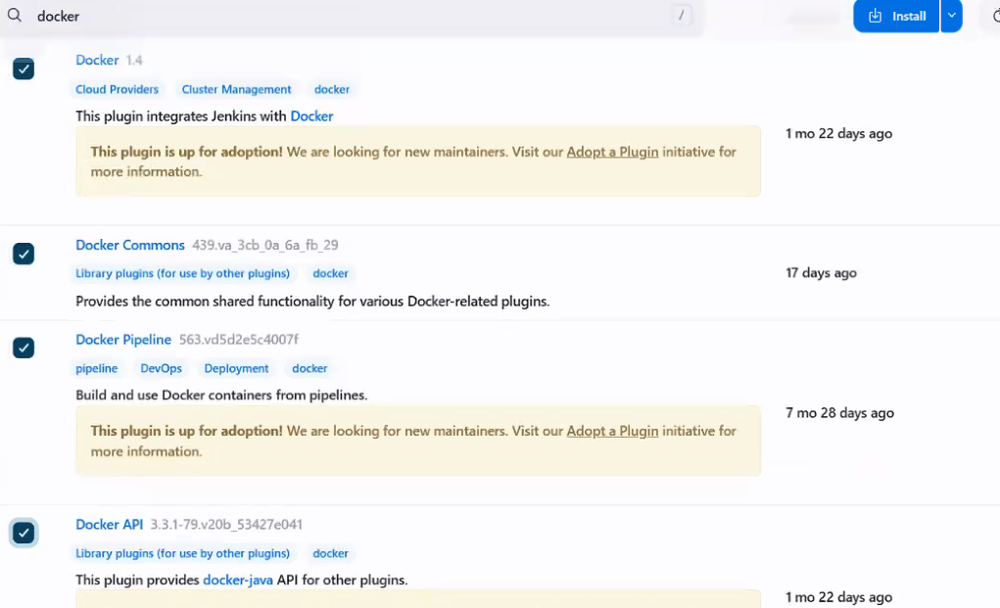 docker
/
Install
Docker 1.4
Cloud Providers Cluster Management docker
This plugin integrates Jenkins with Docker
This plugin is up for adoption! We are looking for new maintainers. Visit our Adopt a Plugin initiative for
more information.
1 mo 22 days ago
Docker Commons 439.va_3cb_0a_6a_fb_29
Library plugins (for use by other plugins) docker
Provides the common shared functionality for various Docker-related plugins.
17 days ago
Docker Pipeline 563.vd5d2e5c4007f
pipeline DevOps Deployment docker
Build and use Docker containers from pipelines.
This plugin is up for adoption! We are looking for new maintainers. Visit our Adopt a Plugin initiative for
more information.
7 mo 28 days ago
Docker API 3.3.1-79.v20b_53427e041
Library plugins (for use by other plugins) docker
This plugin provides docker-java API for other plugins.
1 mo 22 days ago